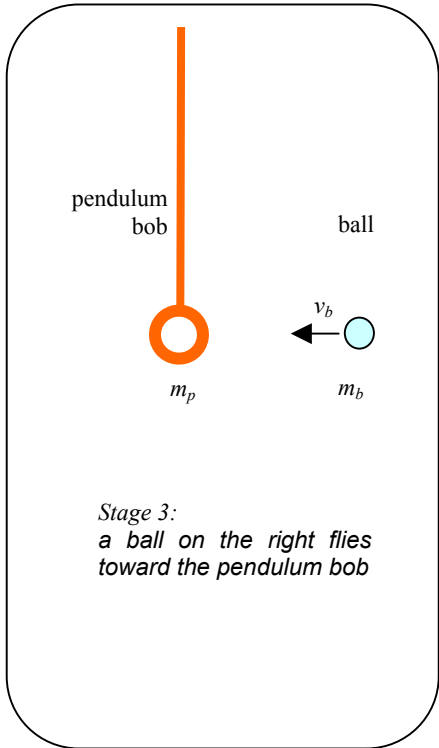 pendulum
bob
ball
v_b
m_p
m_b
Stage 3:
a ball on the right flies
toward the pendulum bob